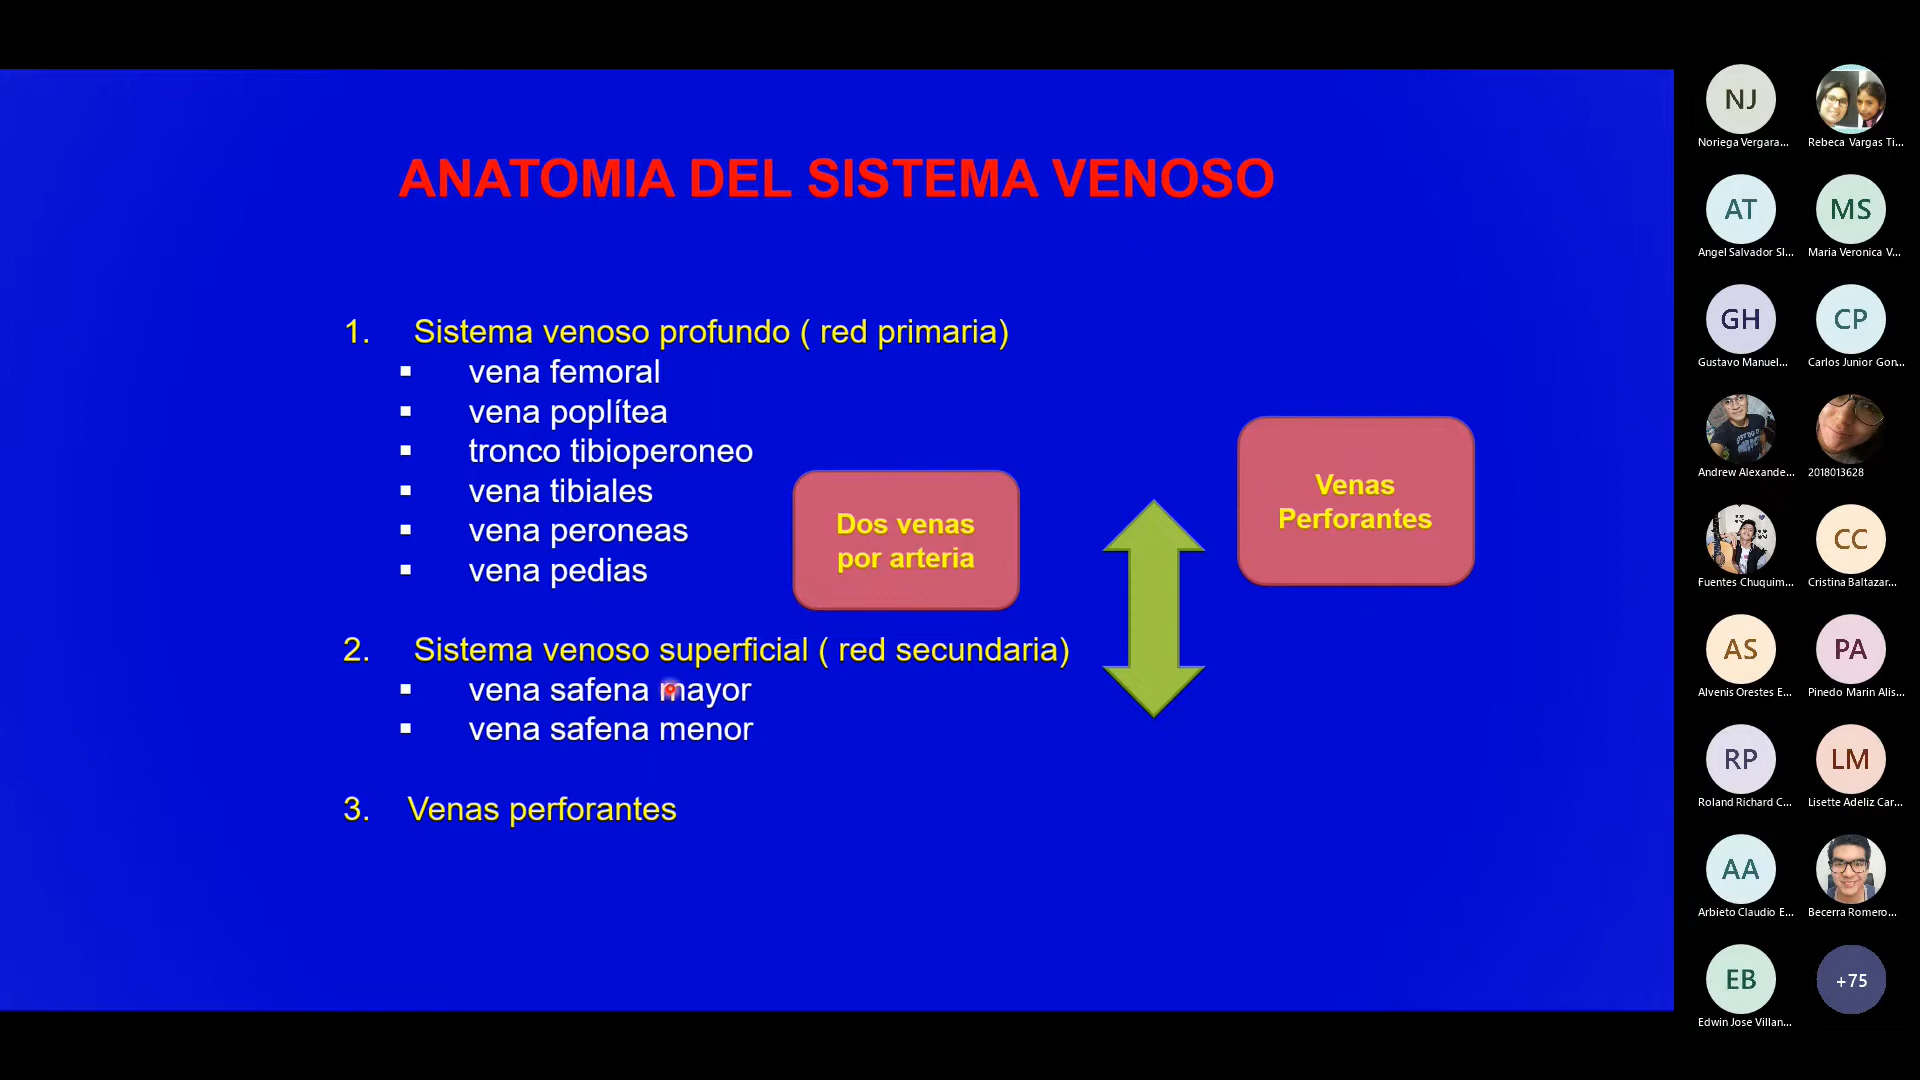 ANATOMIA DEL SISTEMA VENOSO
1. Sistema venoso profundo ( red primaria)
▪ vena femoral
▪ vena poplítea
▪ tronco tibioperoneo
▪ vena tibiales
▪ vena peroneas
▪ vena pedias
Dos venas
por arteria
Venas
Perforantes
2. Sistema venoso superficial ( red secundaria)
▪ vena safena mayor
▪ vena safena menor
3. Venas perforantes
NJ
Noriega Vergara...
Rebeca Vargas Ti...
AT
Angel Salvador Sl...
MS
Maria Veronica V...
GH
Gustavo Manuel...
CP
Carlos Junior Gon...
Andrew Alexande...
2018013628
Fuentes Chuquim...
CC
Cristina Baltazar...
AS
Alvenis Orestes E...
PA
Pinedo Marin Alis...
RP
Roland Richard C...
LM
Lisette Adeliz Car...
AA
Arbieto Claudio E...
Becerra Romero...
EB
Edwin Jose Villan...
+75